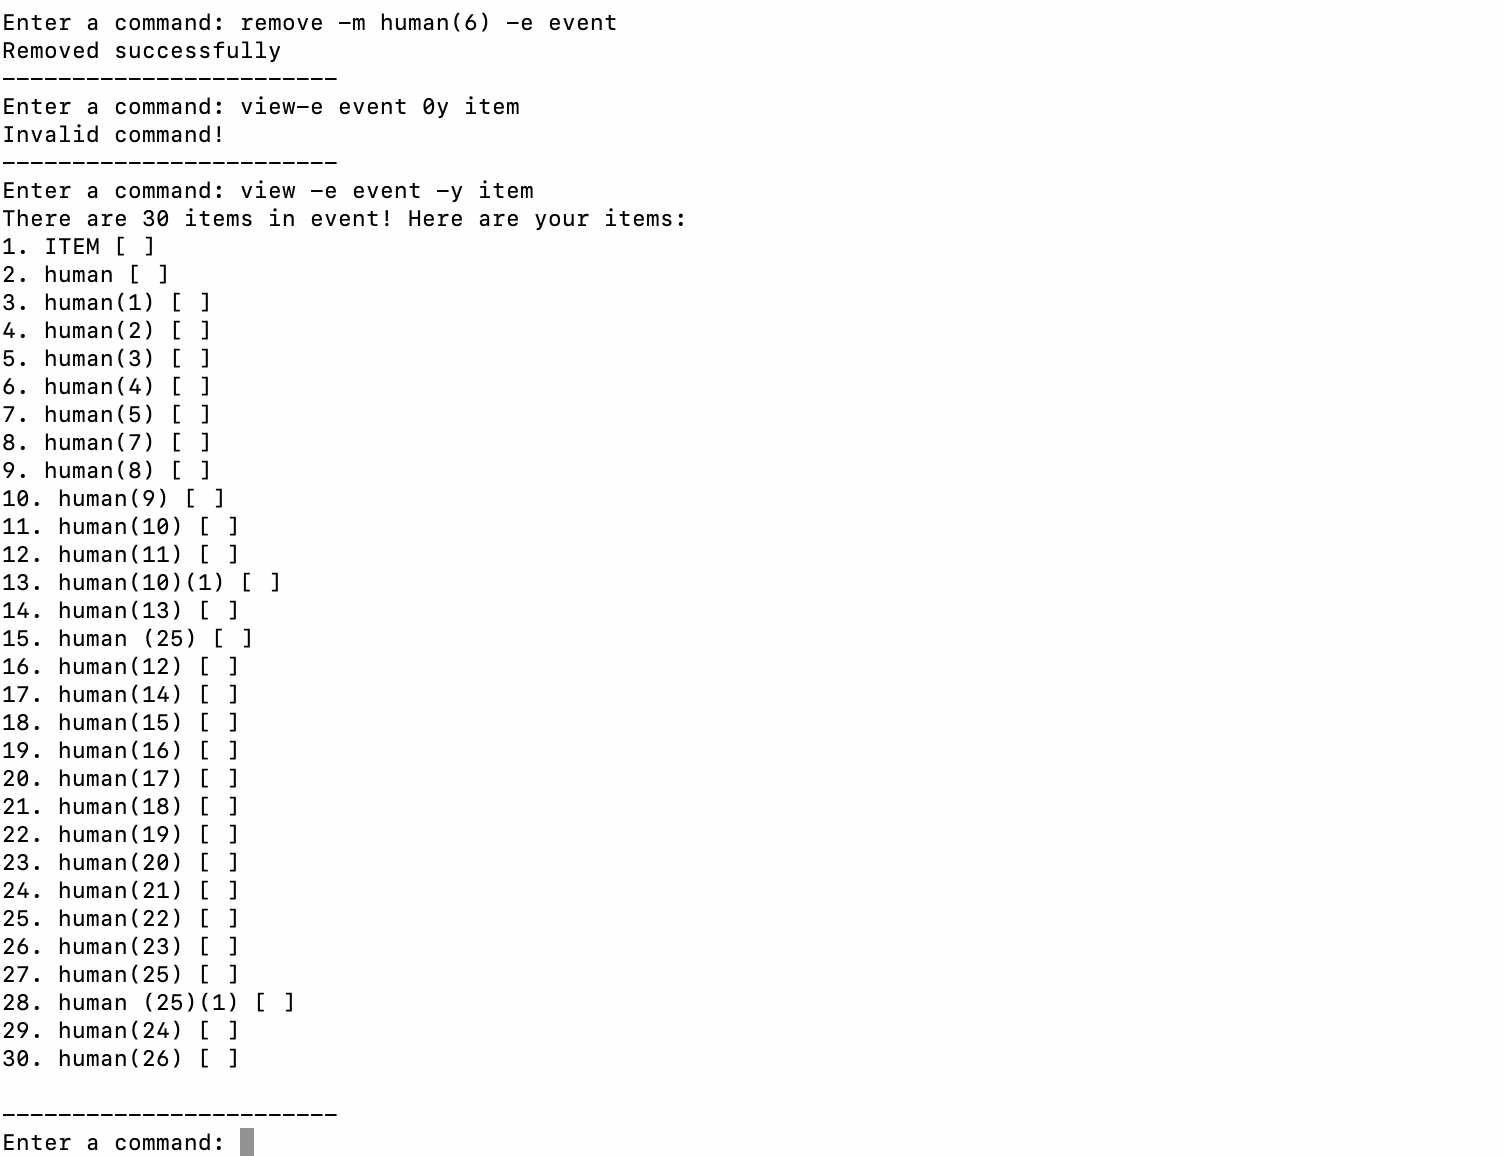 Enter a command: remove -m human(6) -e event
Removed successfully
------------------------
Enter a command: view-e event 0y item
Invalid command!
------------------------
Enter a command: view -e event -y item
There are 30 items in event! Here are your items:
1. ITEM [ ]
2. human [ ]
3. human(1) [ ]
4. human(2) [ ]
5. human(3) [ ]
6. human(4) [ ]
7. human(5) [ ]
8. human(7) [ ]
9. human(8) [ ]
10. human(9) [ ]
11. human(10) [ ]
12. human(11) [ ]
13. human(10)(1) [ ]
14. human(13) [ ]
15. human (25) [ ]
16. human(12) [ ]
17. human(14) [ ]
18. human(15) [ ]
19. human(16) [ ]
20. human(17) [ ]
21. human(18) [ ]
22. human(19) [ ]
23. human(20) [ ]
24. human(21) [ ]
25. human(22) [ ]
26. human(23) [ ]
27. human(25) [ ]
28. human (25)(1) [ ]
29. human(24) [ ]
30. human(26) [ ]
------------------------
Enter a command: